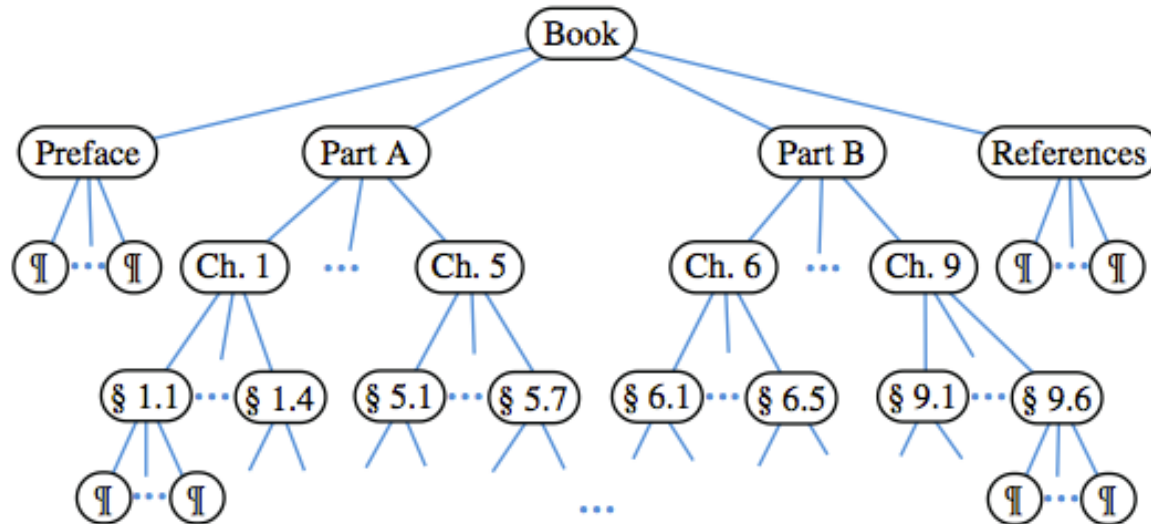 Book
Preface Part A Part B References
¶ ... ¶ Ch. 1 ... Ch. 5 Ch. 6 ... Ch. 9 ¶ ... ¶
§ 1.1 ... § 1.4 § 5.1 ... § 5.7 § 6.1 ... § 6.5 § 9.1 ... § 9.6
¶ ... ¶ ... ¶ ... ¶